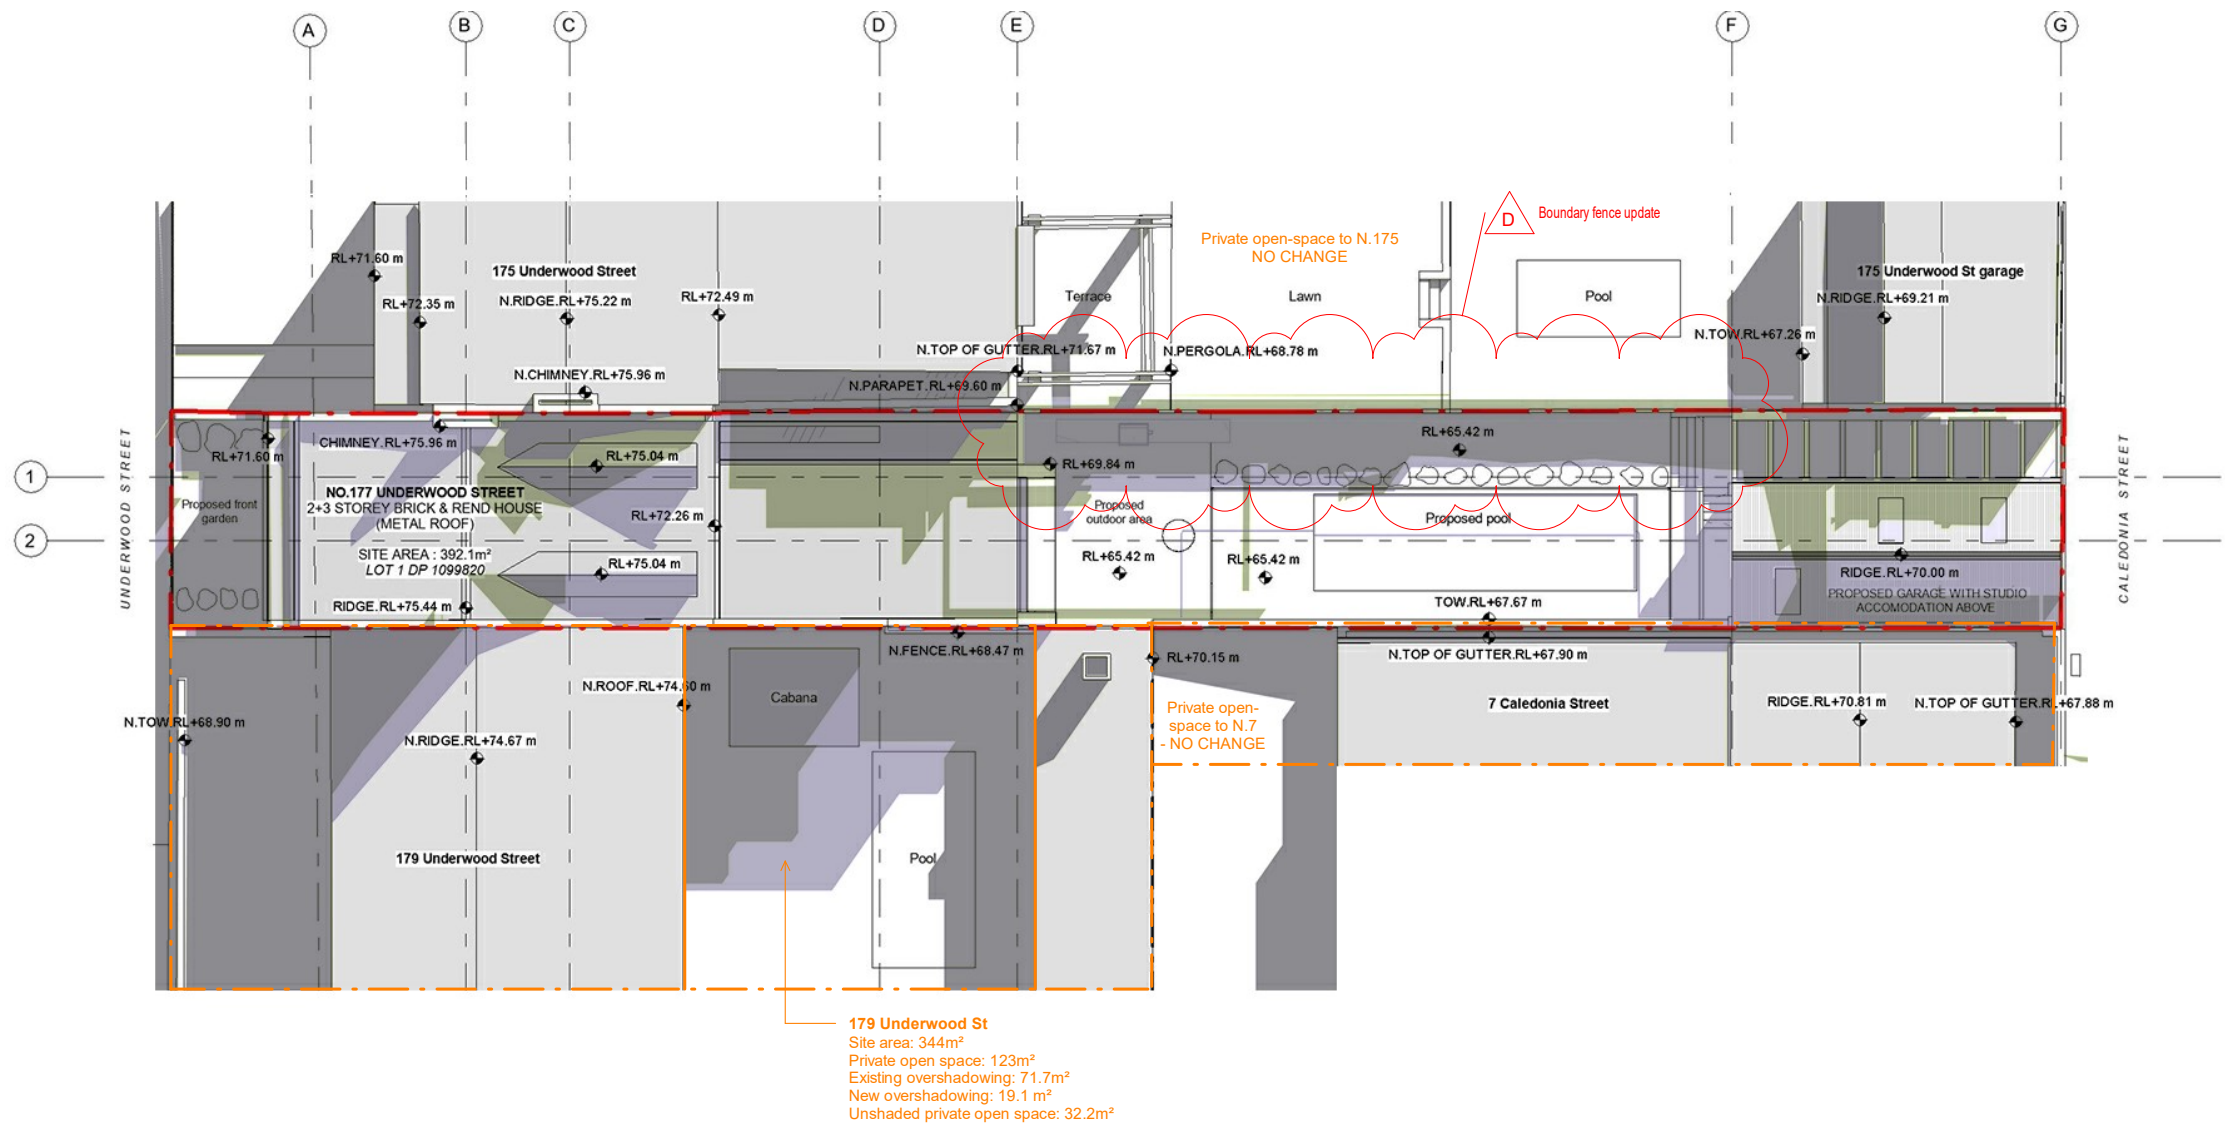 A
B
C
D
E
F
G
Private open-space to N.175
NO CHANGE
D
Boundary fence update
RL+71.60 m
175 Underwood Street
RL+72.35 m
N.RIDGE.RL+75.22 m
RL+72.49 m
Terrace
Lawn
Pool
175 Underwood St garage
N.RIDGE.RL+69.21 m
N.TOW.RL+67.26 m
N.TOP OF GUTTER.RL+71.67 m
N.PERGOLA.RL+68.78 m
N.CHIMNEY.RL+75.96 m
N.PARAPET.RL+69.60 m
UNDERWOOD STREET
CALEDONIA STREET
1
2
CHIMNEY.RL+75.96 m
RL+71.60 m
RL+75.04 m
RL+69.84 m
RL+65.42 m
Proposed front
garden
NO.177 UNDERWOOD STREET
2+3 STOREY BRICK & REND HOUSE
(METAL ROOF)
SITE AREA : 392.1m²
LOT 1 DP 1099820
RL+72.26 m
RL+75.04 m
RIDGE.RL+75.44 m
Proposed
outdoor area
RL+65.42 m
RL+65.42 m
Proposed pool
TOW.RL+67.67 m
RIDGE.RL+70.00 m
PROPOSED GARAGE WITH STUDIO
ACCOMODATION ABOVE
N.FENCE.RL+68.47 m
RL+70.15 m
N.TOP OF GUTTER.RL+67.90 m
N.ROOF.RL+74.60 m
Cabana
N.TOW.RL+68.90 m
N.RIDGE.RL+74.67 m
Private open-
space to N.7
- NO CHANGE
7 Caledonia Street
RIDGE.RL+70.81 m
N.TOP OF GUTTER.RL+67.88 m
179 Underwood Street
Pool
179 Underwood St
Site area: 344m²
Private open space: 123m²
Existing overshadowing: 71.7m²
New overshadowing: 19.1 m²
Unshaded private open space: 32.2m²